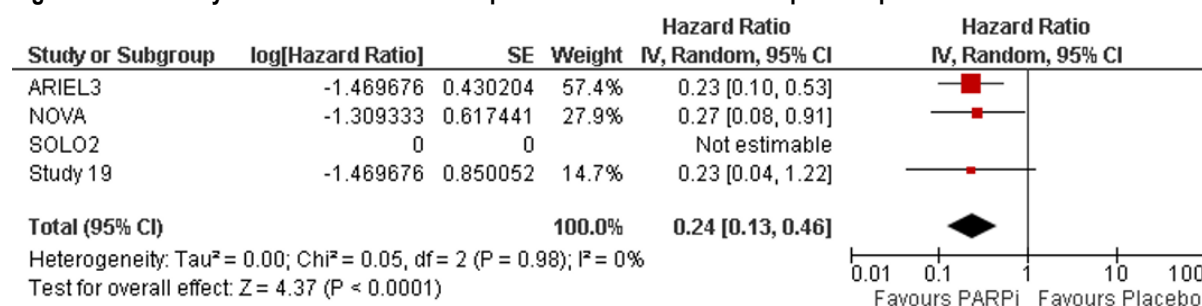 Hazard Ratio Hazard Ratio
Study or Subgroup log[Hazard Ratio] SE Weight IV, Random, 95% CI IV, Random, 95% CI
ARIEL3 -1.469676 0.430204 57.4% 0.23 [0.10, 0.53]
NOVA -1.309333 0.617441 27.9% 0.27 [0.08, 0.91]
SOLO2 0 0 Not estimable
Study 19 -1.469676 0.850052 14.7% 0.23 [0.04, 1.22]
Total (95% CI) 100.0% 0.24 [0.13, 0.46]
Heterogeneity: Tau² = 0.00; Chi² = 0.05, df = 2 (P = 0.98); I² = 0%
Test for overall effect: Z = 4.37 (P < 0.0001)
0.01 0.1 1 10 100
Favours PARPi Favours Placebo